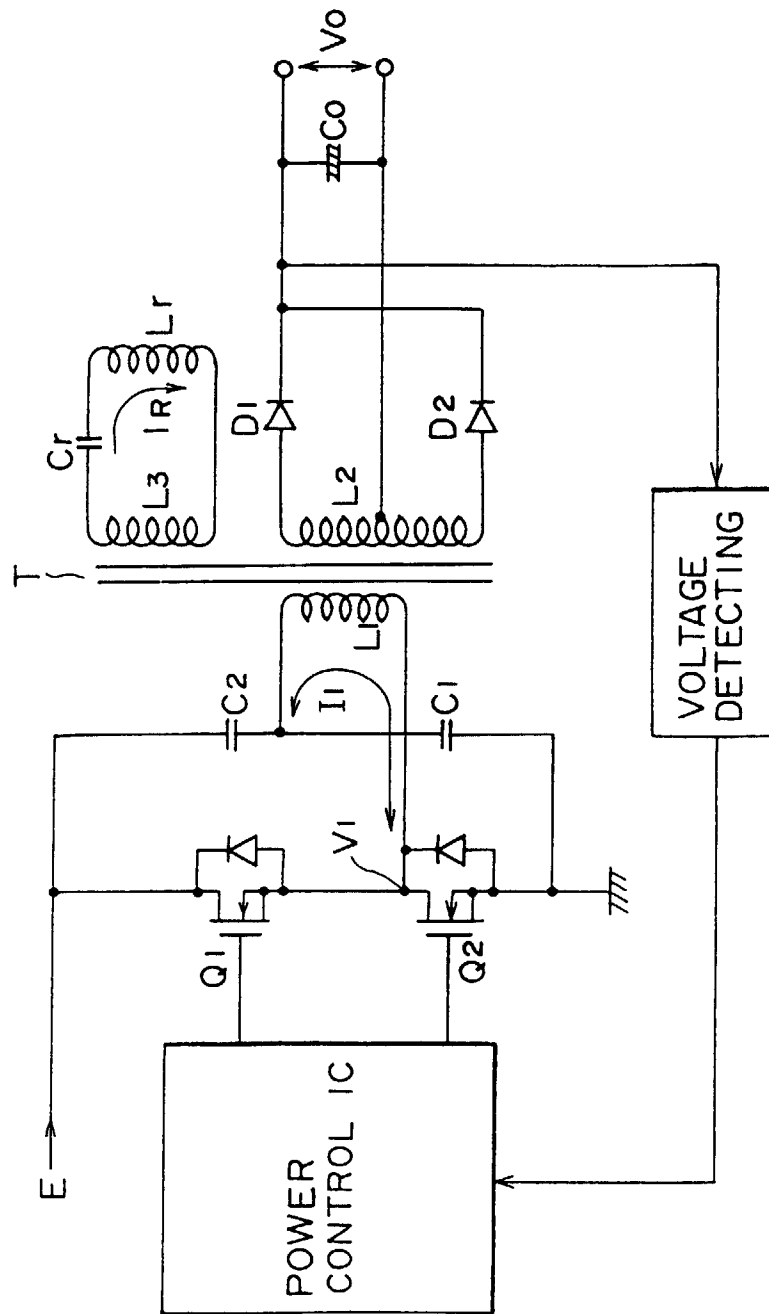 E
POWER
CONTROL IC
Q1
Q2
V1
C2
I1
C1
L1
T
Cr
L3
IR
Lr
L2
D1
D2
Co
Vo
VOLTAGE
DETECTING